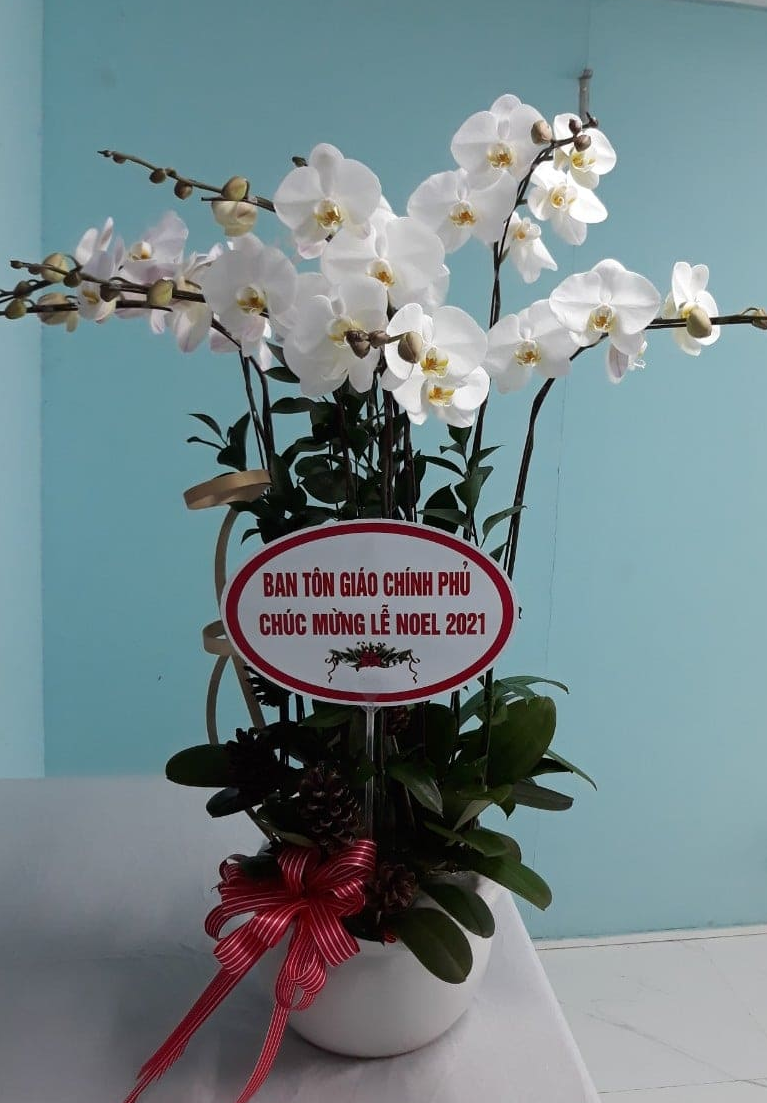 BAN TÔN GIÁO CHÍNH PHỦ
CHÚC MỪNG LỄ NOEL 2021